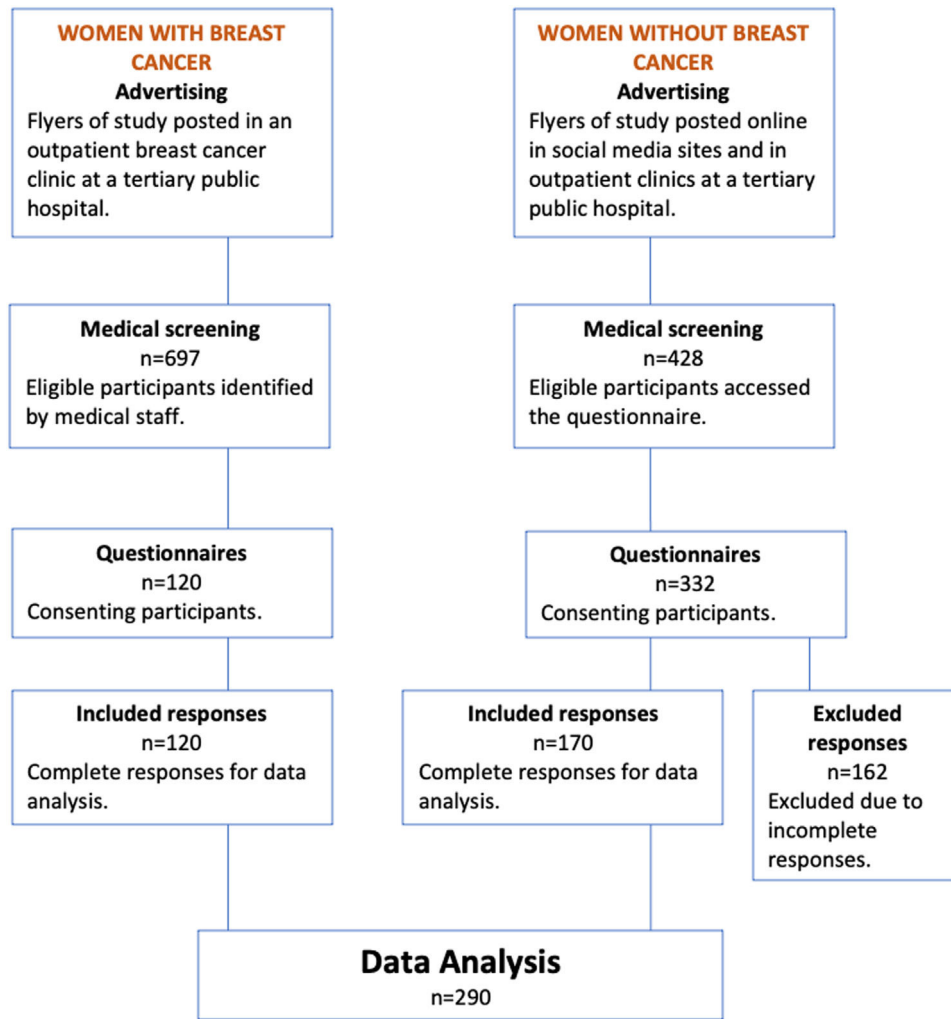 WOMEN WITH BREAST
CANCER
Advertising
Flyers of study posted in an
outpatient breast cancer
clinic at a tertiary public
hospital.
WOMEN WITHOUT BREAST
CANCER
Advertising
Flyers of study posted online
in social media sites and in
outpatient clinics at a tertiary
public hospital.
Medical screening
n=697
Eligible participants identified
by medical staff.
Medical screening
n=428
Eligible participants accessed
the questionnaire.
Questionnaires
n=120
Consenting participants.
Questionnaires
n=332
Consenting participants.
Included responses
n=120
Complete responses for data
analysis.
Included responses
n=170
Complete responses for data
analysis.
Excluded
responses
n=162
Excluded due to
incomplete
responses.
Data Analysis
n=290